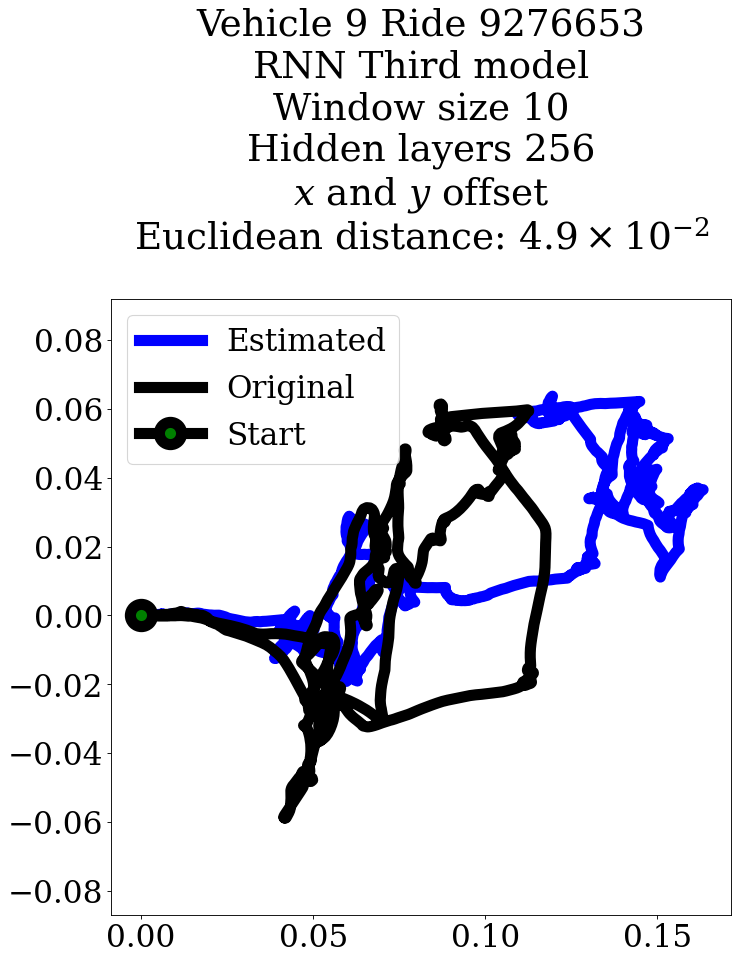 Vehicle 9 Ride 9276653
RNN Third model
Window size 10
Hidden layers 256
x and y offset
Euclidean distance: 4.9 × 10⁻²
Estimated
Original
Start
0.08
0.06
0.04
0.02
0.00
−0.02
−0.04
−0.06
−0.08
0.00 0.05 0.10 0.15